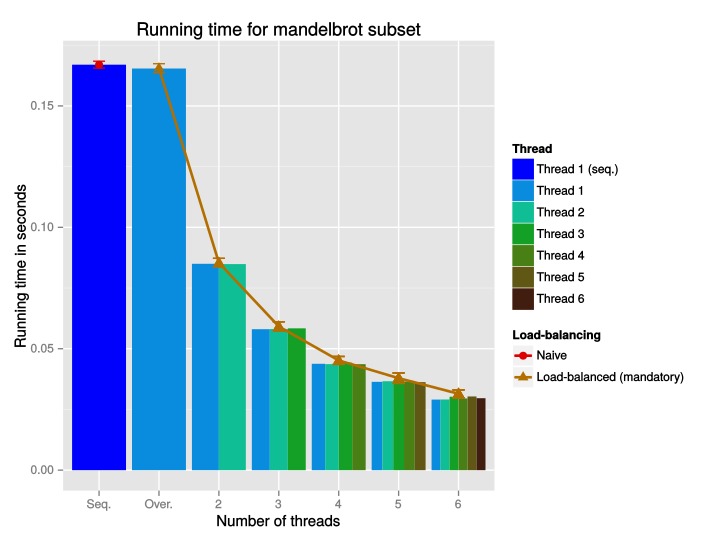 Running time for mandelbrot subset
Running time in seconds
0.15
0.10
0.05
0.00
Seq. Over. 2 3 4 5 6
Number of threads
Thread
Thread 1 (seq.)
Thread 1
Thread 2
Thread 3
Thread 4
Thread 5
Thread 6
Load-balancing
Naive
Load-balanced (mandatory)